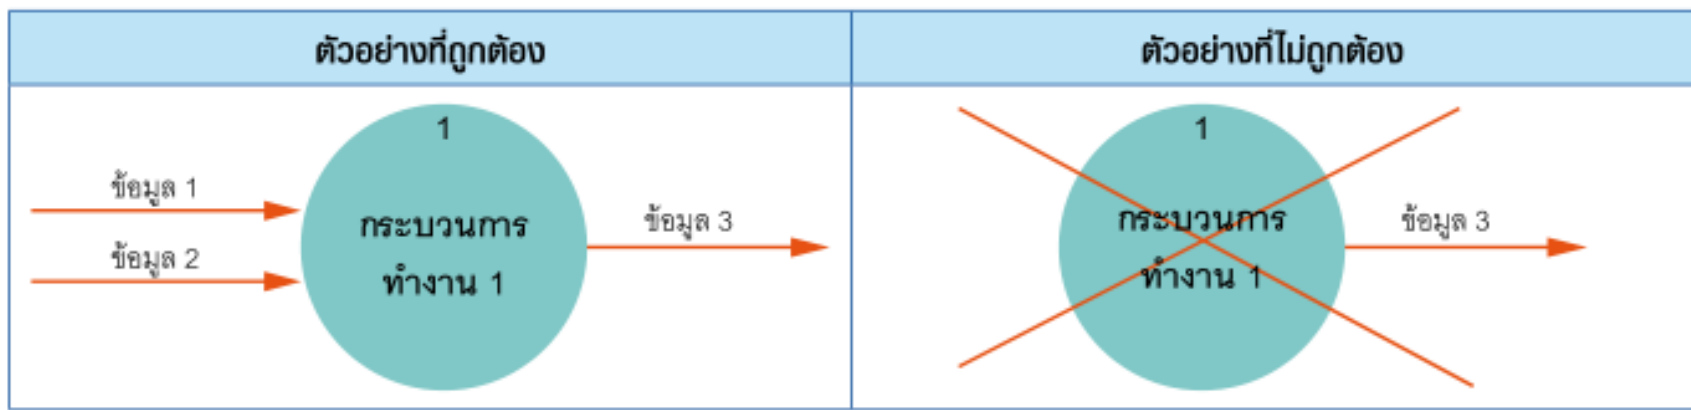 ตัวอย่างที่ถูกต้อง
ตัวอย่างที่ไม่ถูกต้อง
1
ข้อมูล 1
ข้อมูล 2
กระบวนการ
ทำงาน 1
ข้อมูล 3
1
กระบวนการ
ทำงาน 1
ข้อมูล 3